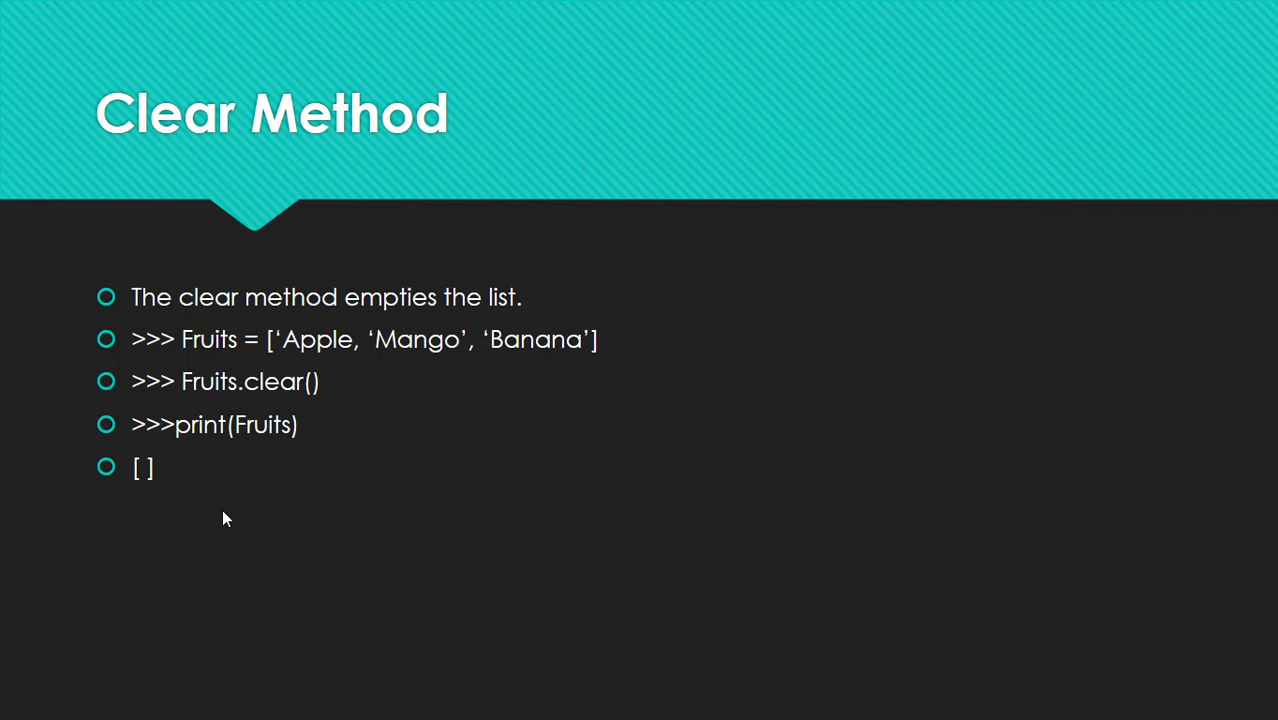 Clear Method
The clear method empties the list.
>>> Fruits = [‘Apple, ‘Mango’, ‘Banana’]
>>> Fruits.clear()
>>>print(Fruits)
[ ]